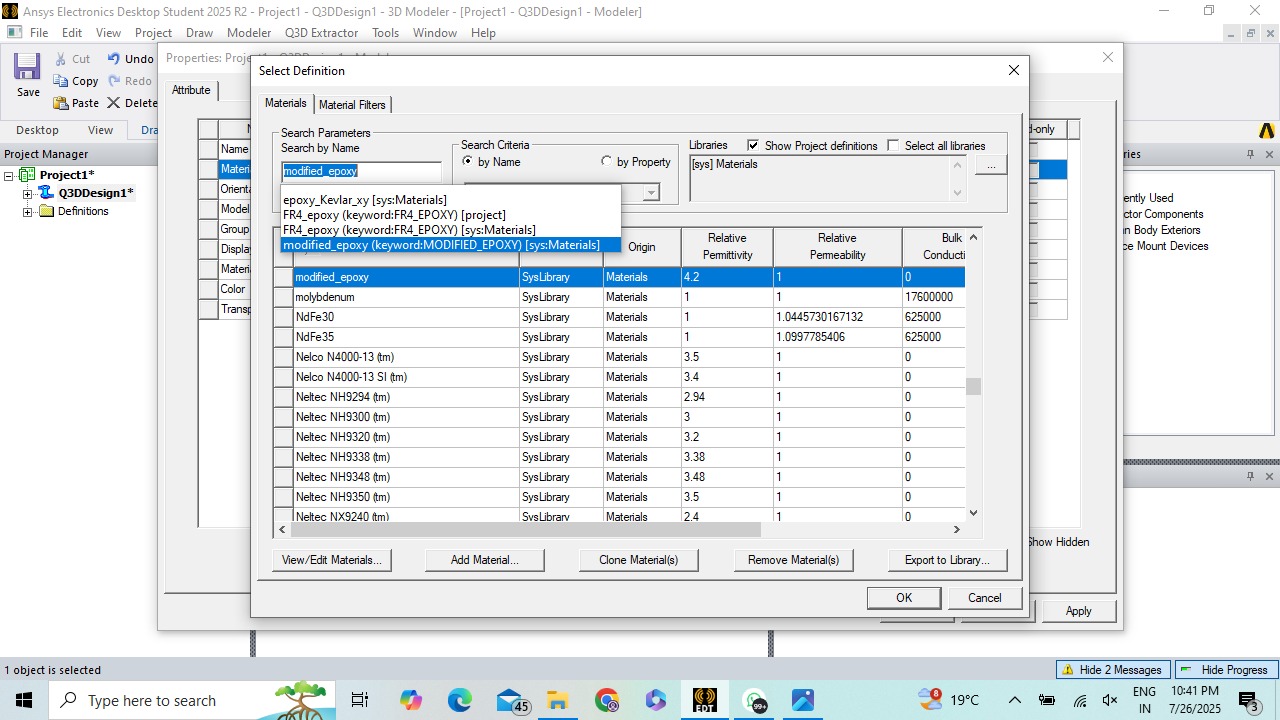 Ansys Electronics Desktop Student 2025 R2 - Project1 - Q3DDesign1 - 3D Modeler - [Project1 - Q3DDesign1 - Modeler]
File Edit View Project Draw Modeler Q3D Extractor Tools Window Help
Save
Cut
Copy
Paste
Undo
Redo
Delete
Desktop View Dra
Project Manager
Project1*
Q3DDesign1*
Definitions
Attribute
Name
Materi
Orient
Model
Group
Display
Materi
Color
Transp
Select Definition
Materials Material Filters
Search Parameters
Search by Name
modified_epoxy
Search Criteria
by Name by Property
Libraries Show Project definitions Select all libraries
[sys] Materials
...
epoxy_Kevlar_xy [sys:Materials]
FR4_epoxy (keyword:FR4_EPOXY) [project]
FR4_epoxy (keyword:FR4_EPOXY) [sys:Materials]
modified_epoxy (keyword:MODIFIED_EPOXY) [sys:Materials]
Origin Relative Permittivity Relative Permeability Bulk Conducti
modified_epoxy SysLibrary Materials 4.2 1 0
molybdenum SysLibrary Materials 1 1 17600000
NdFe30 SysLibrary Materials 1 1.0445730167132 625000
NdFe35 SysLibrary Materials 1 1.0997785406 625000
Nelco N4000-13 (tm) SysLibrary Materials 3.5 1 0
Nelco N4000-13 SI (tm) SysLibrary Materials 3.4 1 0
Neltec NH9294 (tm) SysLibrary Materials 2.94 1 0
Neltec NH9300 (tm) SysLibrary Materials 3 1 0
Neltec NH9320 (tm) SysLibrary Materials 3.2 1 0
Neltec NH9338 (tm) SysLibrary Materials 3.38 1 0
Neltec NH9348 (tm) SysLibrary Materials 3.48 1 0
Neltec NH9350 (tm) SysLibrary Materials 3.5 1 0
Neltec NX9240 (tm) SysLibrary Materials 2.4 1 0
View/Edit Materials... Add Material... Clone Material(s) Remove Material(s) Export to Library...
OK Cancel
d-only
Show Hidden
Apply
ries
ently Used
ctor Components
an Body Exteriors
ce Mount Devices
1 object is selected
Hide 2 Messages Hide Progress
Type here to search
45
EDT
99+
8
19°C
ENG
IN
10:41 PM
7/26/2025
3